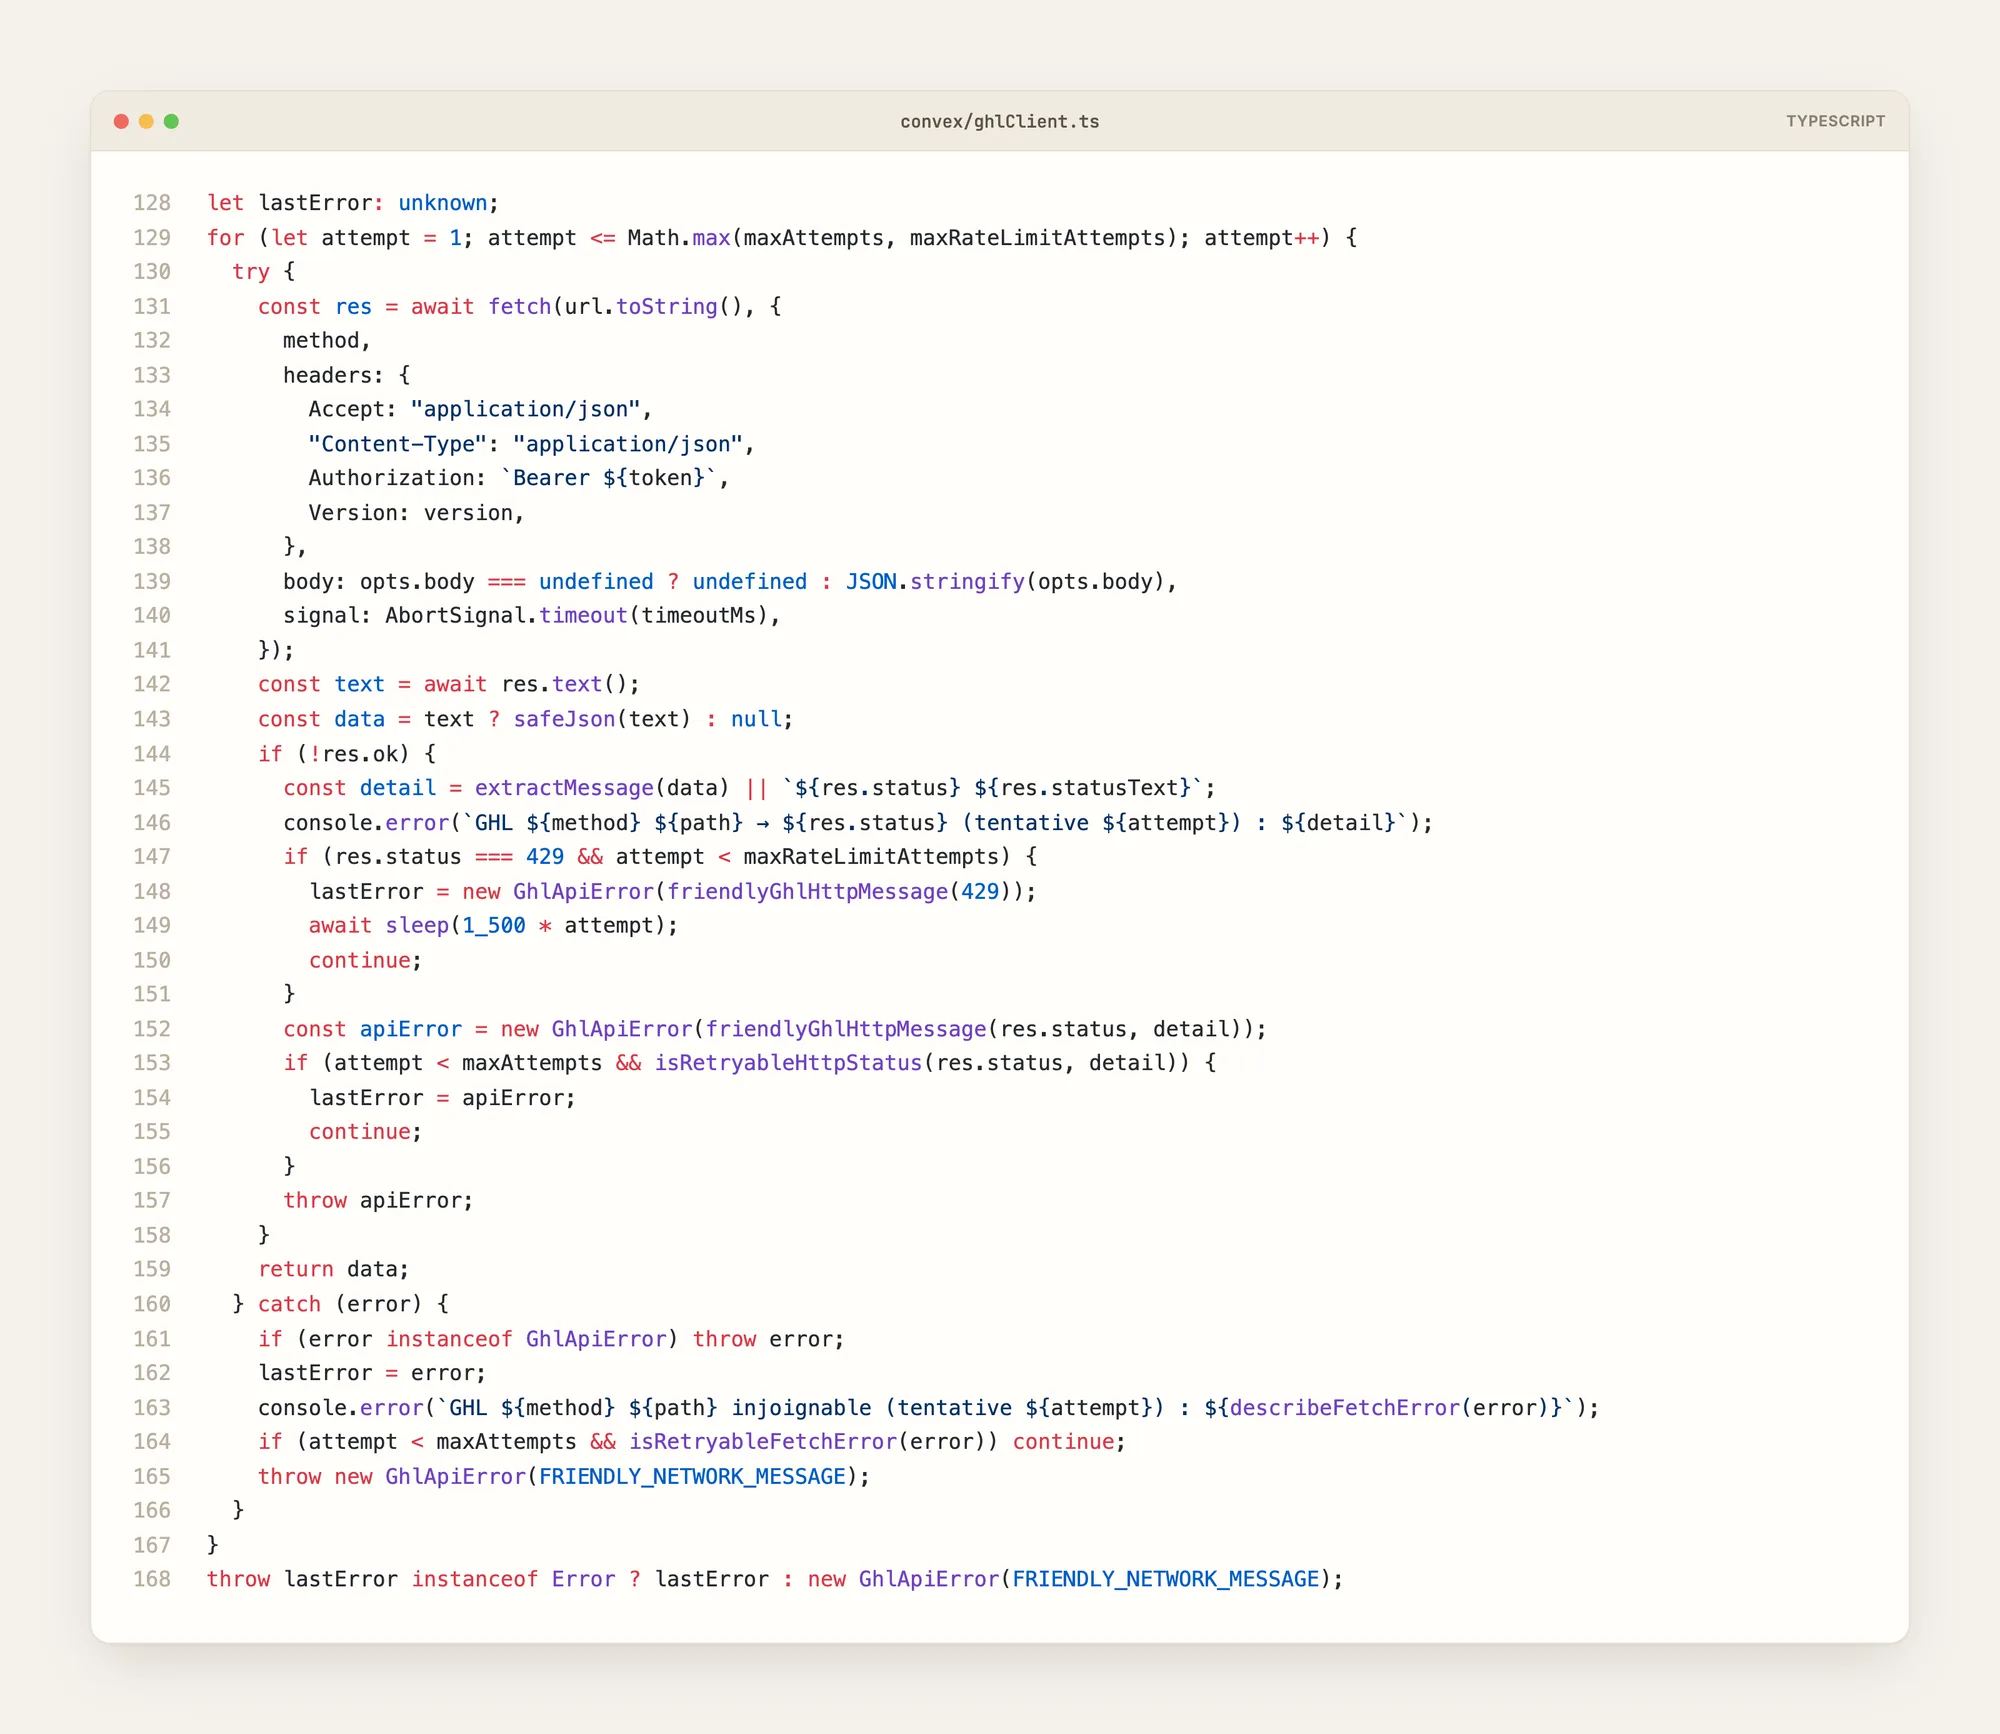 convex/ghlClient.ts
TYPESCRIPT
128 let lastError: unknown;
129 for (let attempt = 1; attempt <= Math.max(maxAttempts, maxRateLimitAttempts); attempt++) {
130   try {
131     const res = await fetch(url.toString(), {
132       method,
133       headers: {
134         Accept: "application/json",
135         "Content-Type": "application/json",
136         Authorization: `Bearer ${token}`,
137         Version: version,
138       },
139       body: opts.body === undefined ? undefined : JSON.stringify(opts.body),
140       signal: AbortSignal.timeout(timeoutMs),
141     });
142     const text = await res.text();
143     const data = text ? safeJson(text) : null;
144     if (!res.ok) {
145       const detail = extractMessage(data) || `${res.status} ${res.statusText}`;
146       console.error(`GHL ${method} ${path} → ${res.status} (tentative ${attempt}) : ${detail}`);
147       if (res.status === 429 && attempt < maxRateLimitAttempts) {
148         lastError = new GhlApiError(friendlyGhlHttpMessage(429));
149         await sleep(1_500 * attempt);
150         continue;
151       }
152       const apiError = new GhlApiError(friendlyGhlHttpMessage(res.status, detail));
153       if (attempt < maxAttempts && isRetryableHttpStatus(res.status, detail)) {
154         lastError = apiError;
155         continue;
156       }
157       throw apiError;
158     }
159     return data;
160   } catch (error) {
161     if (error instanceof GhlApiError) throw error;
162     lastError = error;
163     console.error(`GHL ${method} ${path} injoignable (tentative ${attempt}) : ${describeFetchError(error)}`);
164     if (attempt < maxAttempts && isRetryableFetchError(error)) continue;
165     throw new GhlApiError(FRIENDLY_NETWORK_MESSAGE);
166   }
167 }
168 throw lastError instanceof Error ? lastError : new GhlApiError(FRIENDLY_NETWORK_MESSAGE);